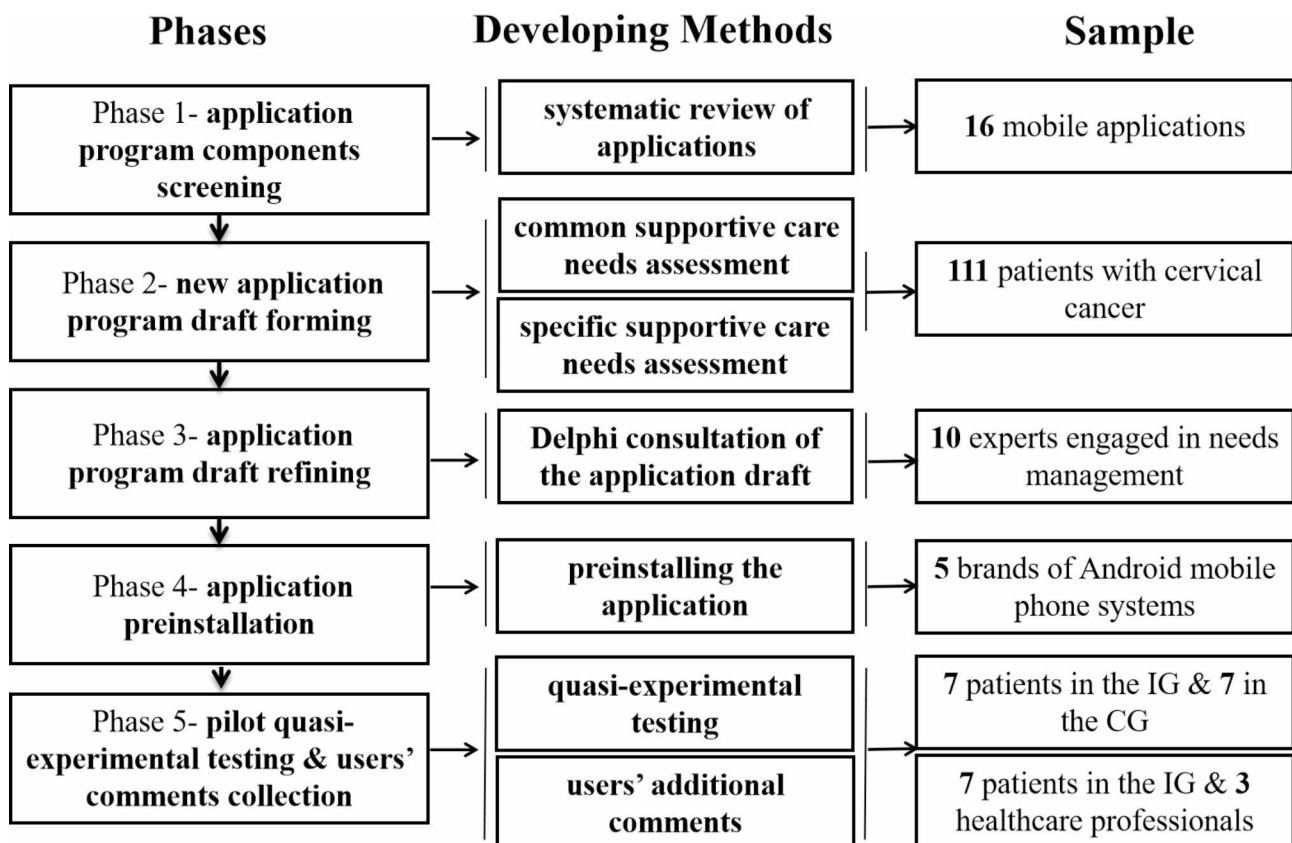 Phases
Developing Methods
Sample
Phase 1- application
program components
screening
systematic review of
applications
16 mobile applications
Phase 2- new application
program draft forming
common supportive care
needs assessment
specific supportive care
needs assessment
111 patients with cervical
cancer
Phase 3- application
program draft refining
Delphi consultation of
the application draft
10 experts engaged in needs
management
Phase 4- application
preinstallation
preinstalling the
application
5 brands of Android mobile
phone systems
Phase 5- pilot quasi-
experimental testing & users’
comments collection
quasi-experimental
testing
users’ additional
comments
7 patients in the IG & 7 in
the CG
7 patients in the IG & 3
healthcare professionals